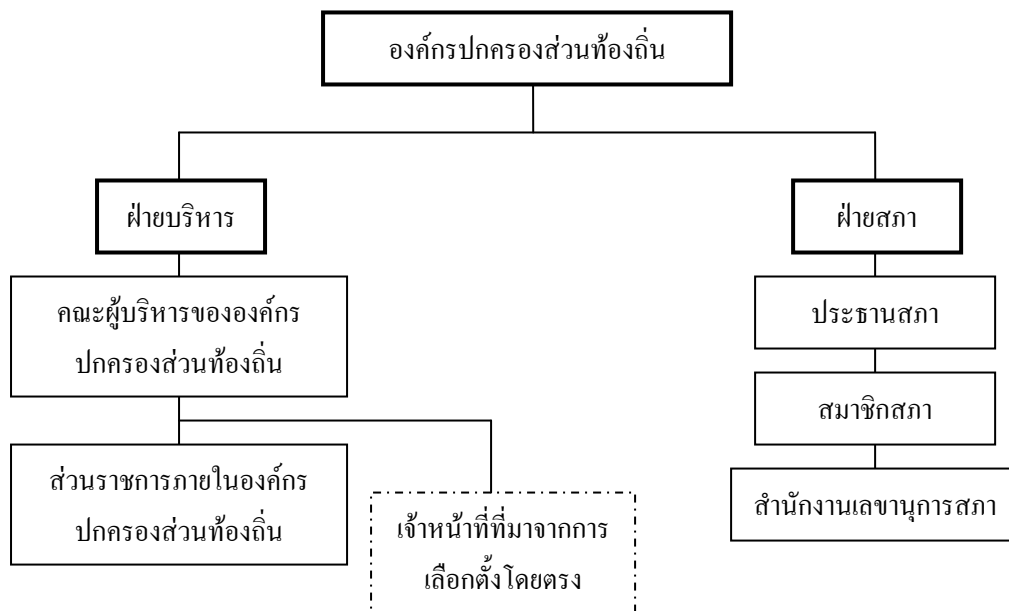 องค์กรปกครองส่วนท้องถิ่น
ฝ่ายบริหาร
ฝ่ายสภา
คณะผู้บริหารขององค์กร
ปกครองส่วนท้องถิ่น
ประธานสภา
สมาชิกสภา
ส่วนราชการภายในองค์กร
ปกครองส่วนท้องถิ่น
เจ้าหน้าที่ที่มาจากการ
เลือกตั้งโดยตรง
สำนักงานเลขานุการสภา